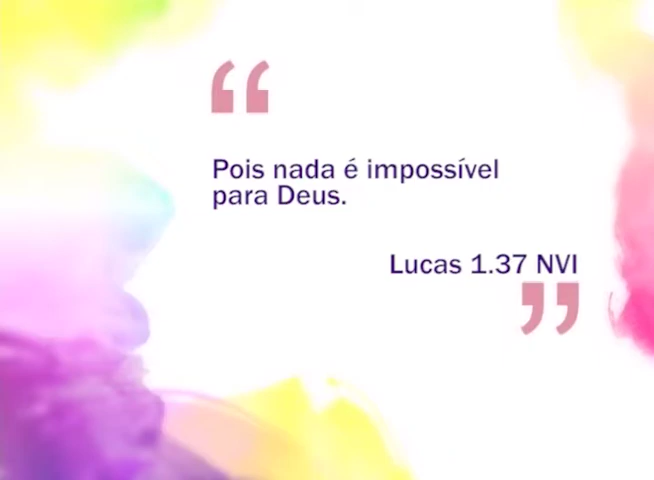 “
Pois nada é impossível
para Deus.
Lucas 1.37 NVI
”